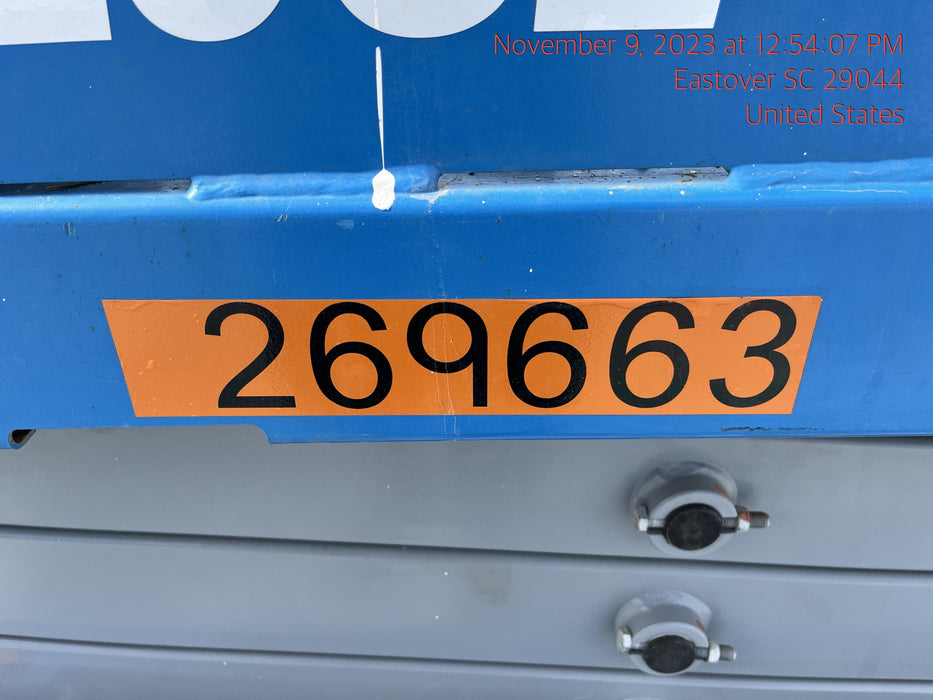 November 9, 2023 at 12:54:07 PM
Eastover SC 29044
United States
269663